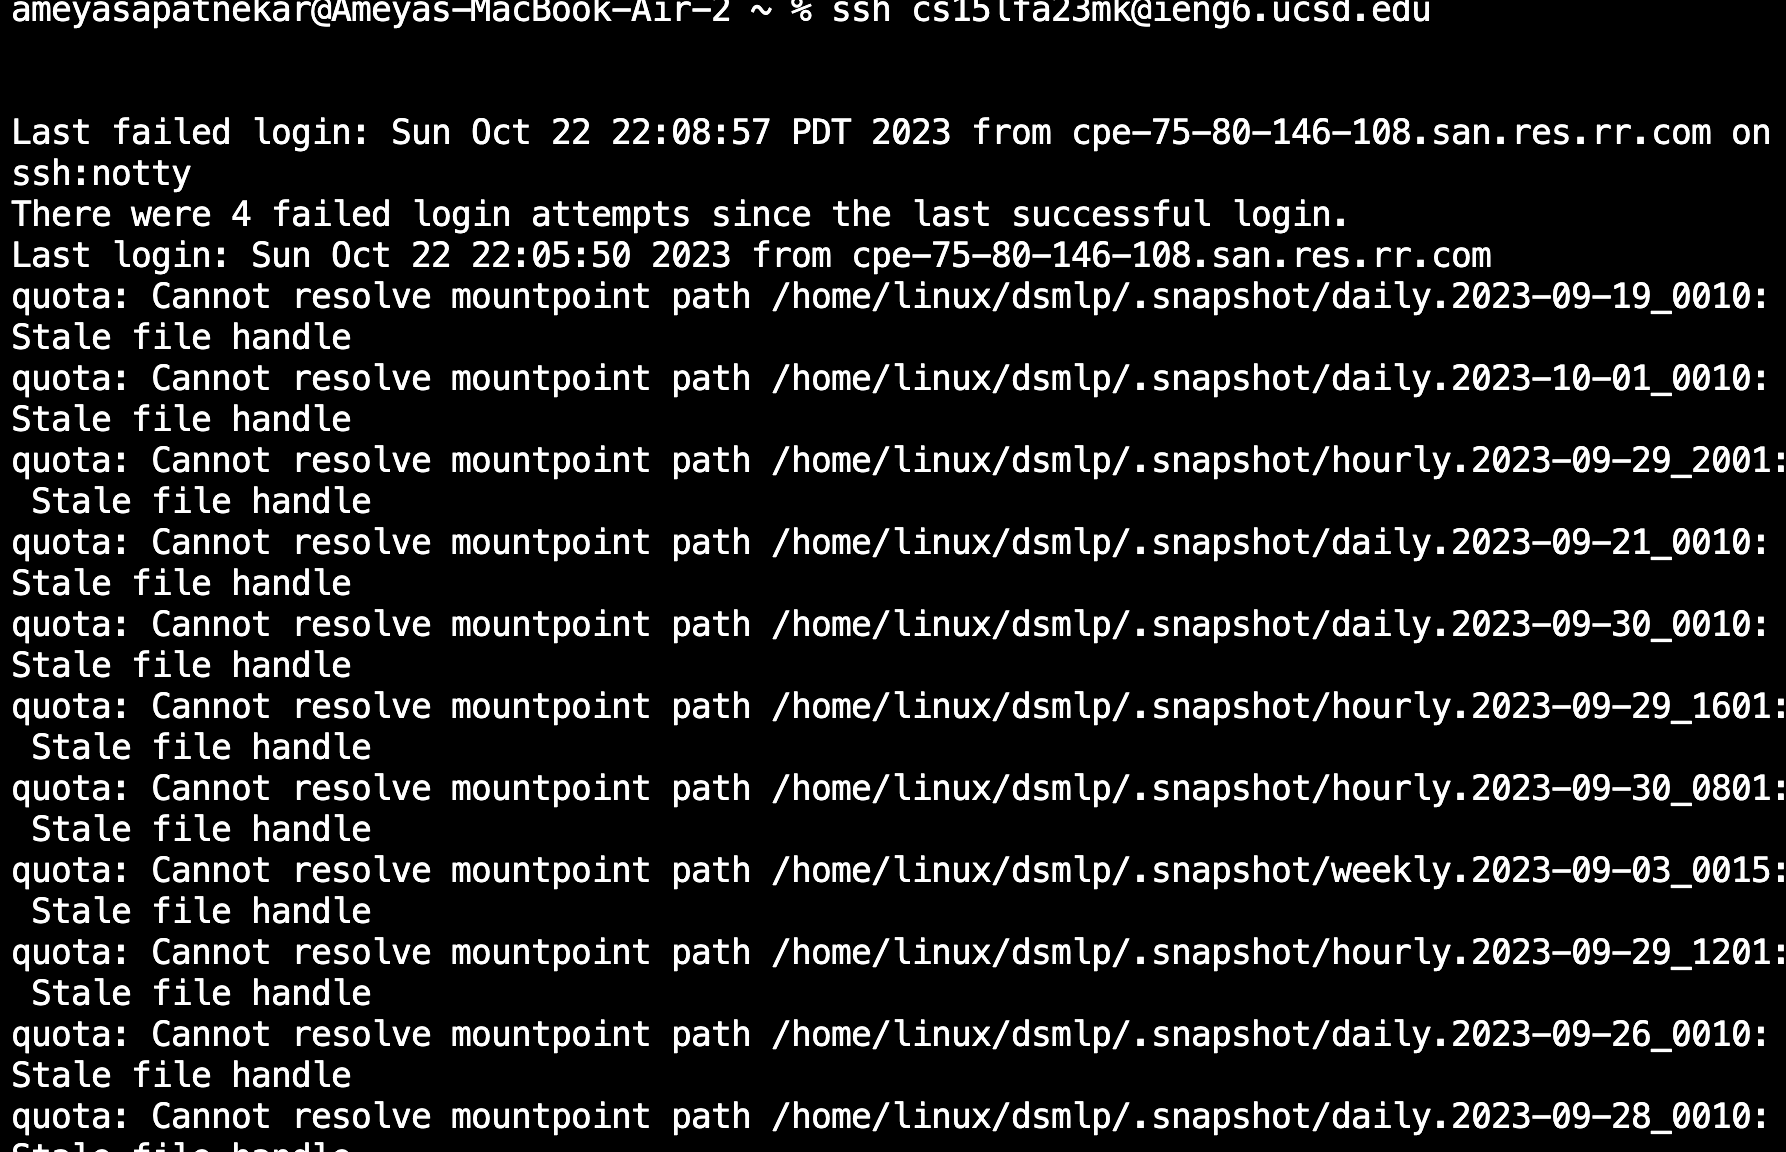 ameyasapatnekar@Ameyas-MacBook-Air-2 ~ % ssh cs15lfa23mk@ieng6.ucsd.edu
Last failed login: Sun Oct 22 22:08:57 PDT 2023 from cpe-75-80-146-108.san.res.rr.com on
ssh:notty
There were 4 failed login attempts since the last successful login.
Last login: Sun Oct 22 22:05:50 2023 from cpe-75-80-146-108.san.res.rr.com
quota: Cannot resolve mountpoint path /home/linux/dsmlp/.snapshot/daily.2023-09-19_0010:
Stale file handle
quota: Cannot resolve mountpoint path /home/linux/dsmlp/.snapshot/daily.2023-10-01_0010:
Stale file handle
quota: Cannot resolve mountpoint path /home/linux/dsmlp/.snapshot/hourly.2023-09-29_2001:
 Stale file handle
quota: Cannot resolve mountpoint path /home/linux/dsmlp/.snapshot/daily.2023-09-21_0010:
Stale file handle
quota: Cannot resolve mountpoint path /home/linux/dsmlp/.snapshot/daily.2023-09-30_0010:
Stale file handle
quota: Cannot resolve mountpoint path /home/linux/dsmlp/.snapshot/hourly.2023-09-29_1601:
 Stale file handle
quota: Cannot resolve mountpoint path /home/linux/dsmlp/.snapshot/hourly.2023-09-30_0801:
 Stale file handle
quota: Cannot resolve mountpoint path /home/linux/dsmlp/.snapshot/weekly.2023-09-03_0015:
 Stale file handle
quota: Cannot resolve mountpoint path /home/linux/dsmlp/.snapshot/hourly.2023-09-29_1201:
 Stale file handle
quota: Cannot resolve mountpoint path /home/linux/dsmlp/.snapshot/daily.2023-09-26_0010:
Stale file handle
quota: Cannot resolve mountpoint path /home/linux/dsmlp/.snapshot/daily.2023-09-28_0010:
Stale file handle